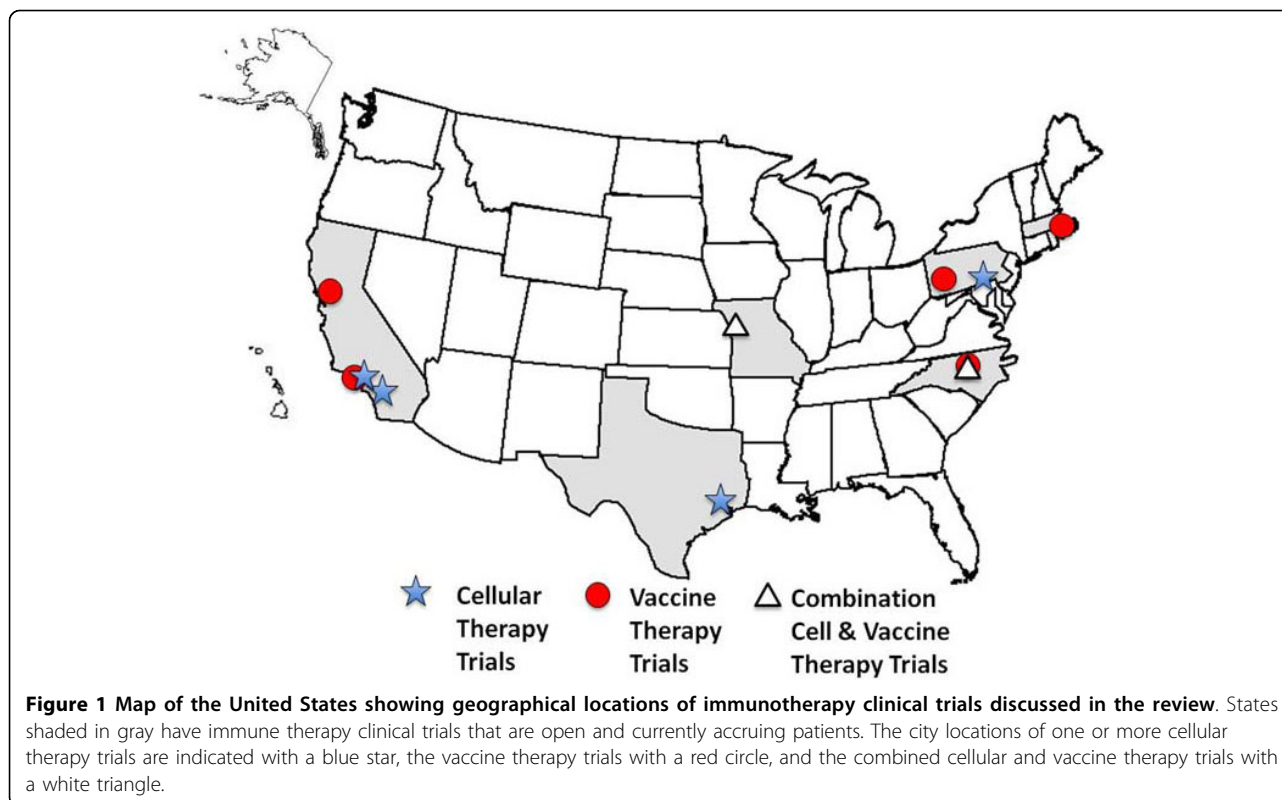 Cellular Therapy Trials
Vaccine Therapy Trials
Combination Cell & Vaccine Therapy Trials
Figure 1 Map of the United States showing geographical locations of immunotherapy clinical trials discussed in the review. States
shaded in gray have immune therapy clinical trials that are open and currently accruing patients. The city locations of one or more cellular
therapy trials are indicated with a blue star, the vaccine therapy trials with a red circle, and the combined cellular and vaccine therapy trials with
a white triangle.